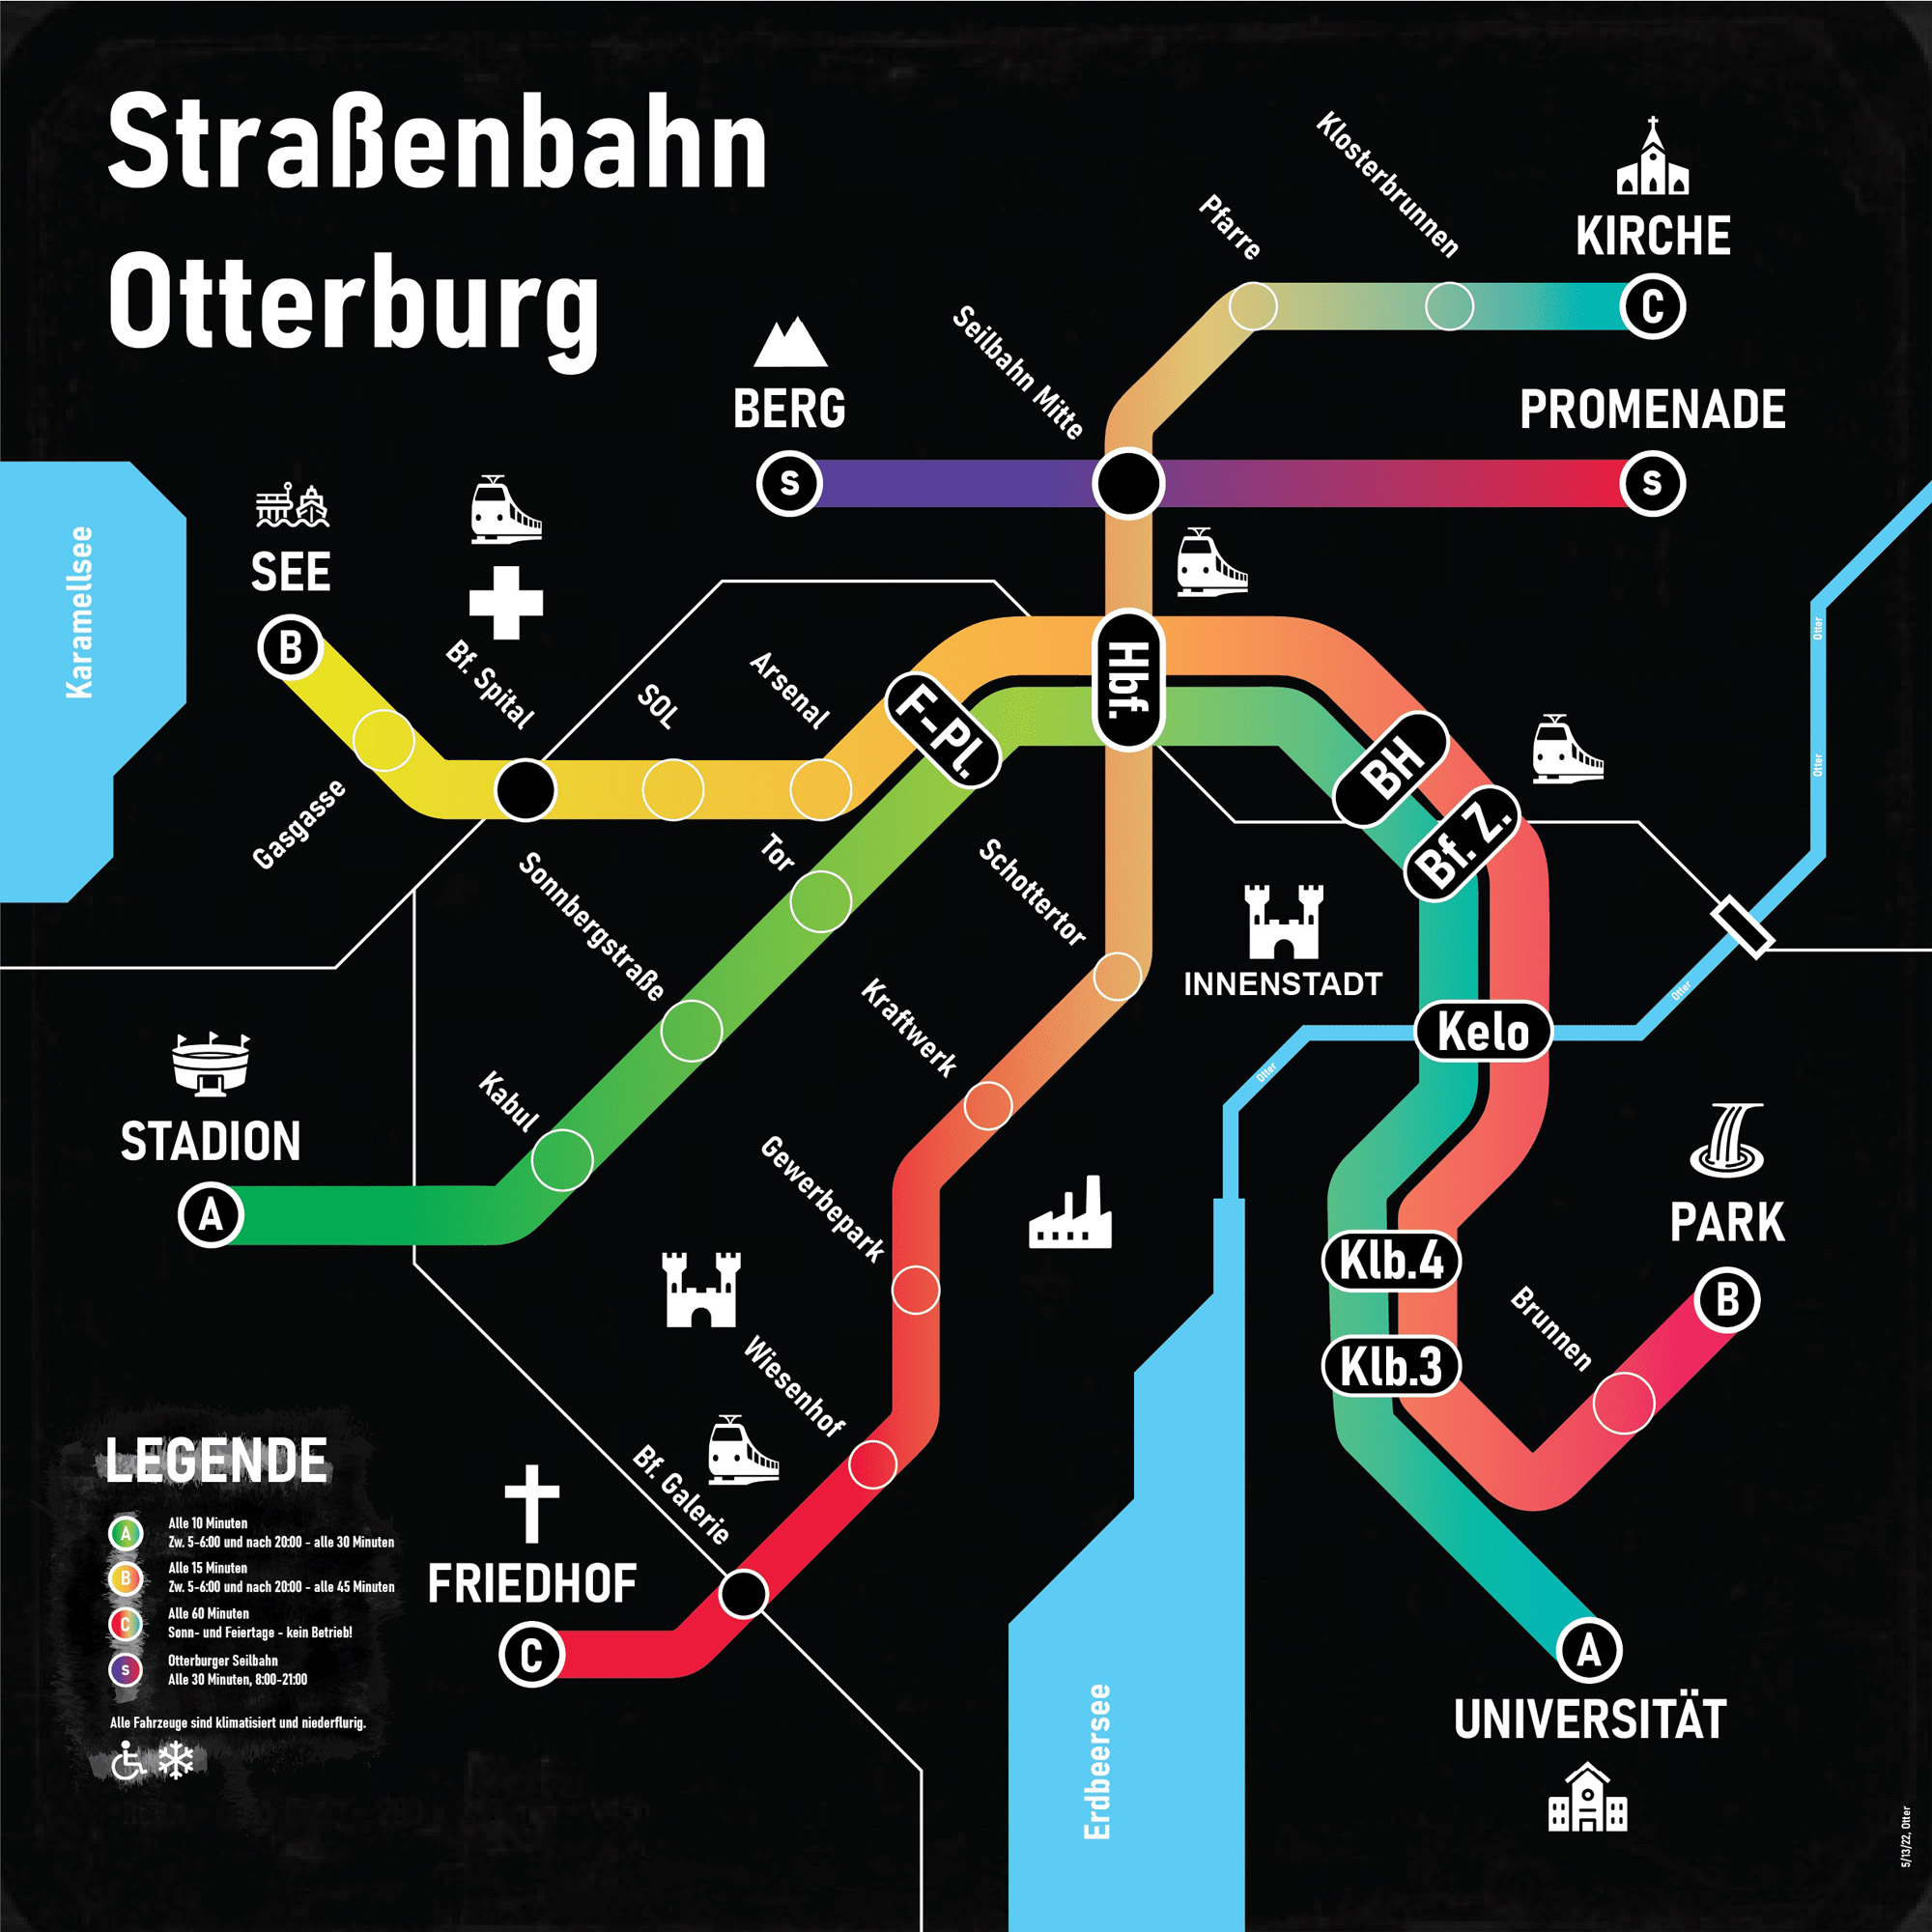 Straßenbahn
Otterburg
Klosterbrunnen
KIRCHE
Pfarre
C
Seilbahn Mitte
BERG
PROMENADE
S
S
Karamellsee
SEE
B
Bf. Spital
SOL
Arsenal
Gasgasse
F-Pl.
Hbf.
BH
Bf. Z.
Otter
Otter
Tor
Sonnbergstraße
Schottertor
Kraftwerk
INNENSTADT
Kelo
Otter
Otter
Kabul
STADION
A
Gewerbepark
Klb.4
Klb.3
PARK
B
Brunnen
Wiesenhof
Bf. Galerie
FRIEDHOF
C
Erdbeersee
A
UNIVERSITÄT
LEGENDE
A
Alle 10 Minuten
Zw. 5-6:00 und nach 20:00 - alle 30 Minuten
B
Alle 15 Minuten
Zw. 5-6:00 und nach 20:00 - alle 45 Minuten
C
Alle 60 Minuten
Sonn- und Feiertage - kein Betrieb!
S
Otterburger Seilbahn
Alle 30 Minuten, 8:00-21:00
Alle Fahrzeuge sind klimatisiert und niederflurig.
5/13/22, Otter